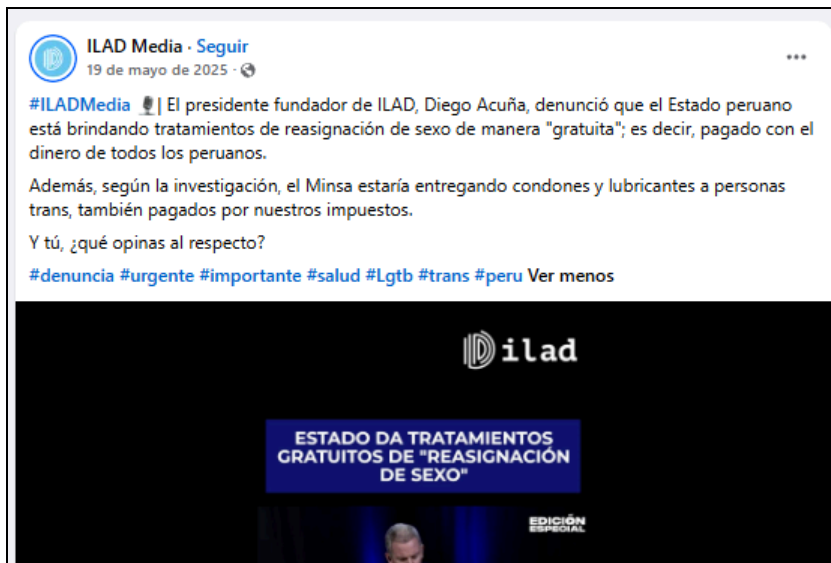 ILAD Media · Seguir
19 de mayo de 2025 ·
#ILADMedia 🎙️| El presidente fundador de ILAD, Diego Acuña, denunció que el Estado peruano
está brindando tratamientos de reasignación de sexo de manera "gratuita"; es decir, pagado con el
dinero de todos los peruanos.
Además, según la investigación, el Minsa estaría entregando condones y lubricantes a personas
trans, también pagados por nuestros impuestos.
Y tú, ¿qué opinas al respecto?
#denuncia #urgente #importante #salud #Lgtb #trans #peru Ver menos
ilad
ESTADO DA TRATAMIENTOS
GRATUITOS DE "REASIGNACIÓN
DE SEXO"
EDICIÓN
ESPECIAL